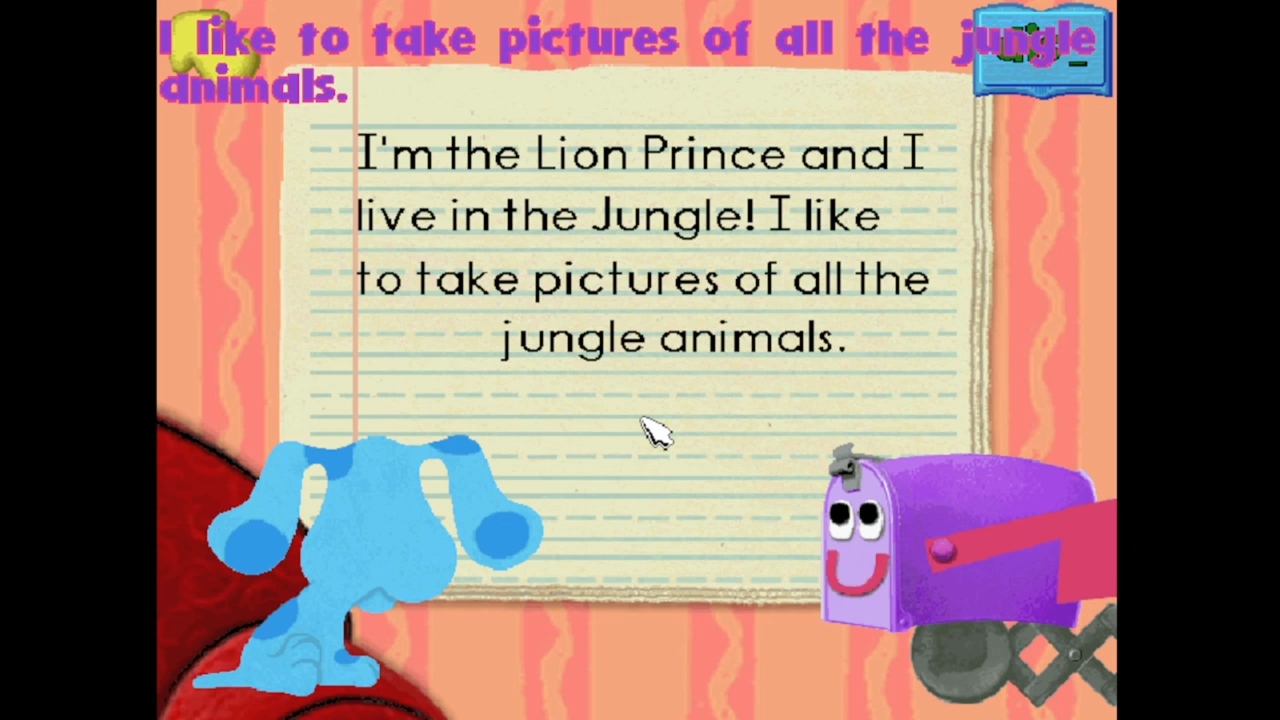 I like to take pictures of all the jungle
animals.
I'm the Lion Prince and I
live in the Jungle! I like
to take pictures of all the
jungle animals.